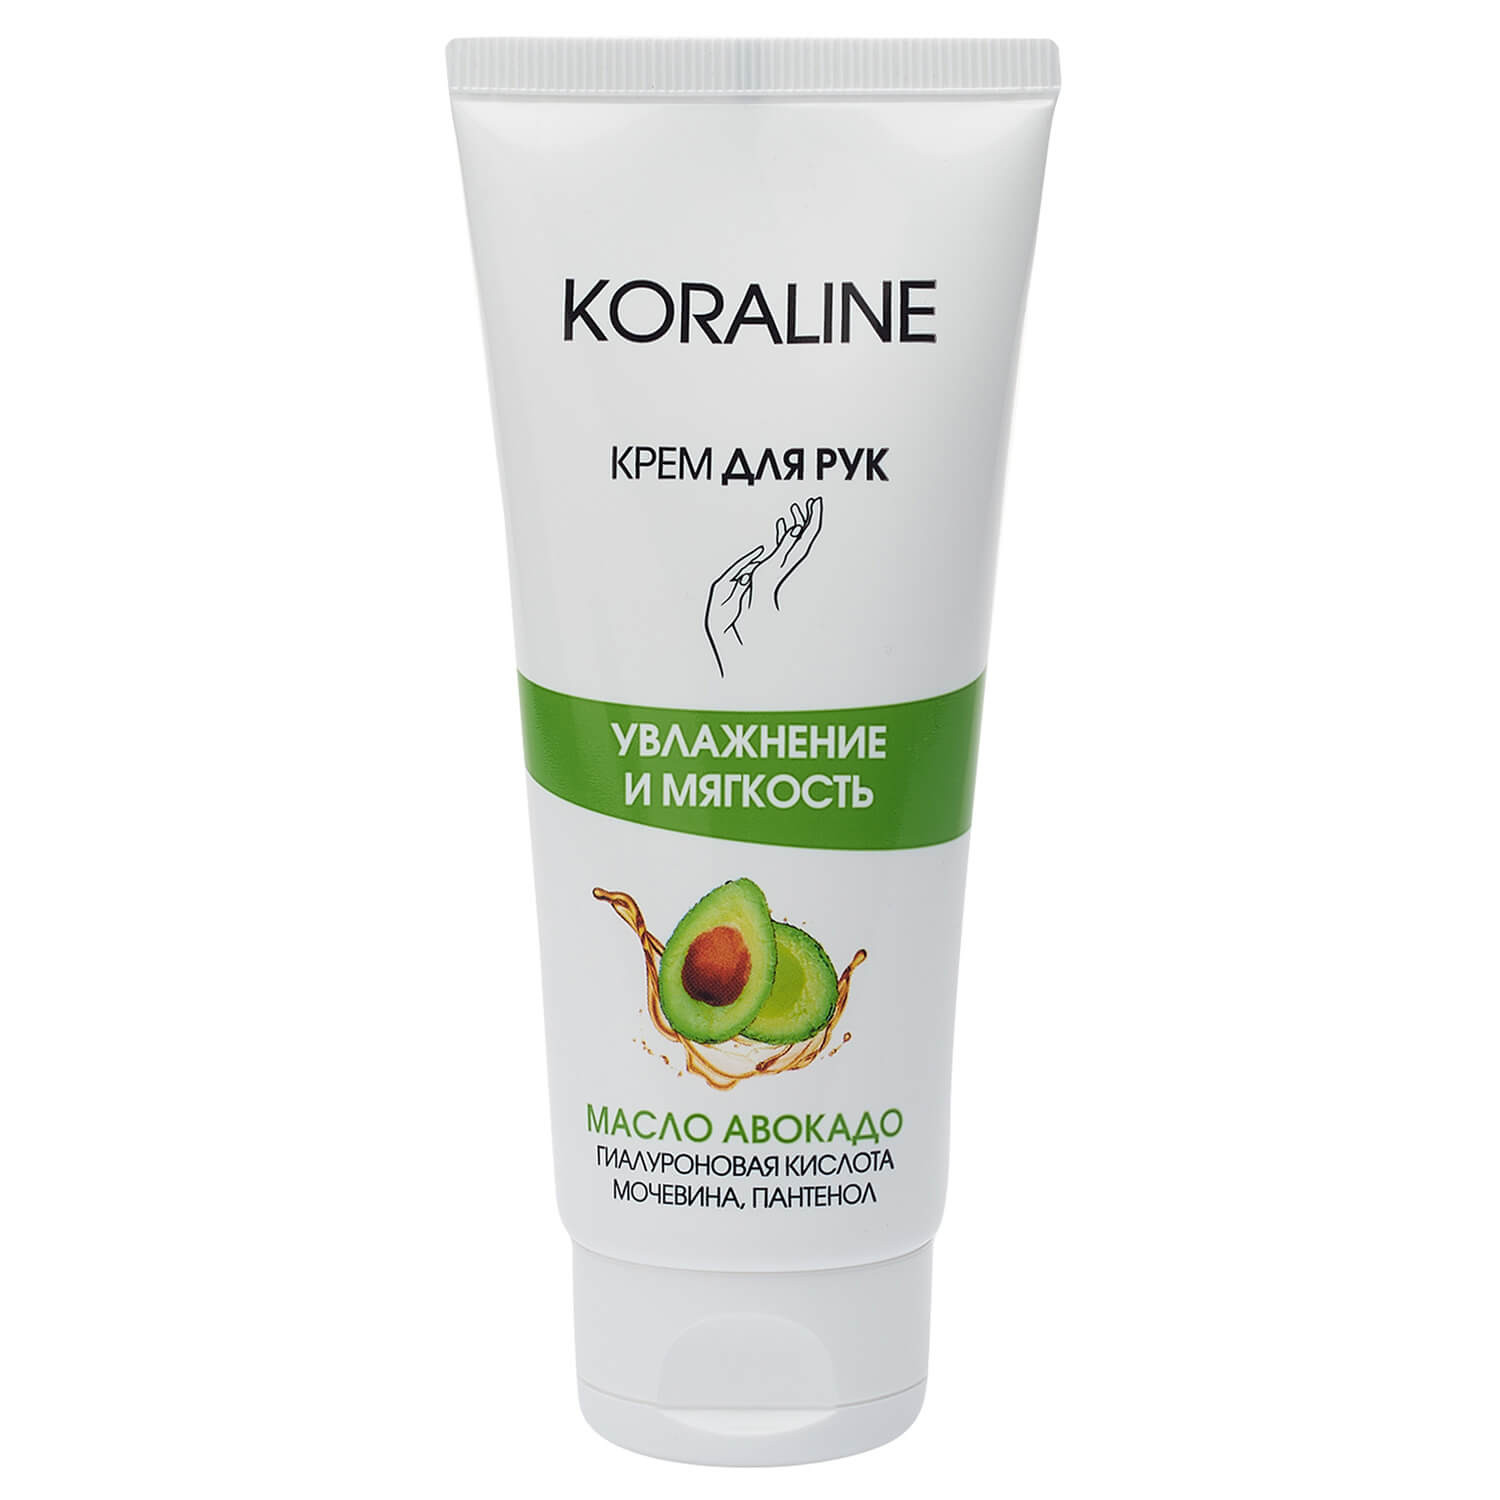 KORALINE
КРЕМ ДЛЯ РУК
УВЛАЖНЕНИЕ
И МЯГКОСТЬ
МАСЛО АВОКАДО
ГИАЛУРОНОВАЯ КИСЛОТА
МОЧЕВИНА, ПАНТЕНОЛ